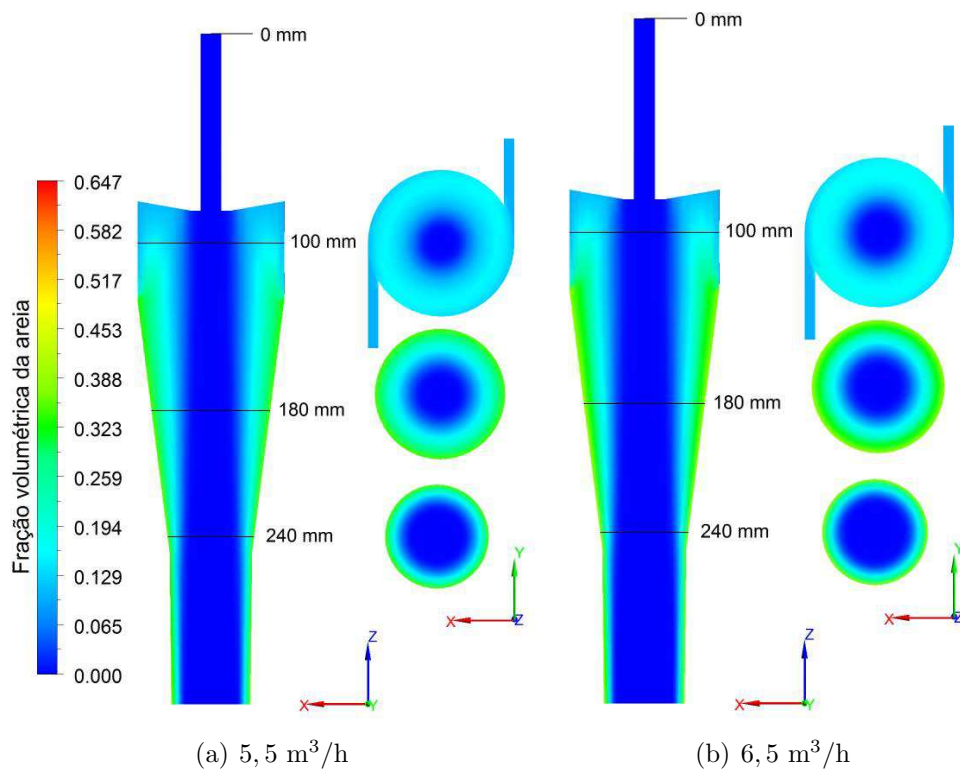 0 mm
0 mm
Fração volumétrica da areia
0.647
0.582
0.517
0.453
0.388
0.323
0.259
0.194
0.129
0.065
0.000
100 mm
180 mm
240 mm
Y
X
Z
Z
X
Y
100 mm
180 mm
240 mm
Y
X
Z
Z
X
Y
(a) 5,5 m³/h
(b) 6,5 m³/h